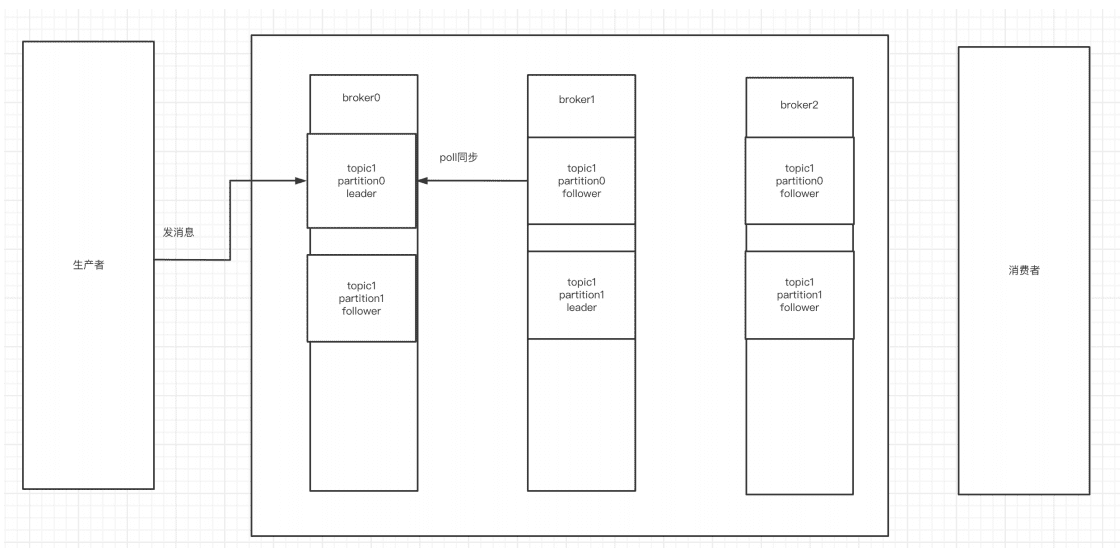 生产者
发消息
broker0
topic1
partition0
leader
topic1
partition1
follower
poll同步
broker1
topic1
partition0
follower
topic1
partition1
leader
broker2
topic1
partition0
follower
topic1
partition1
follower
消费者